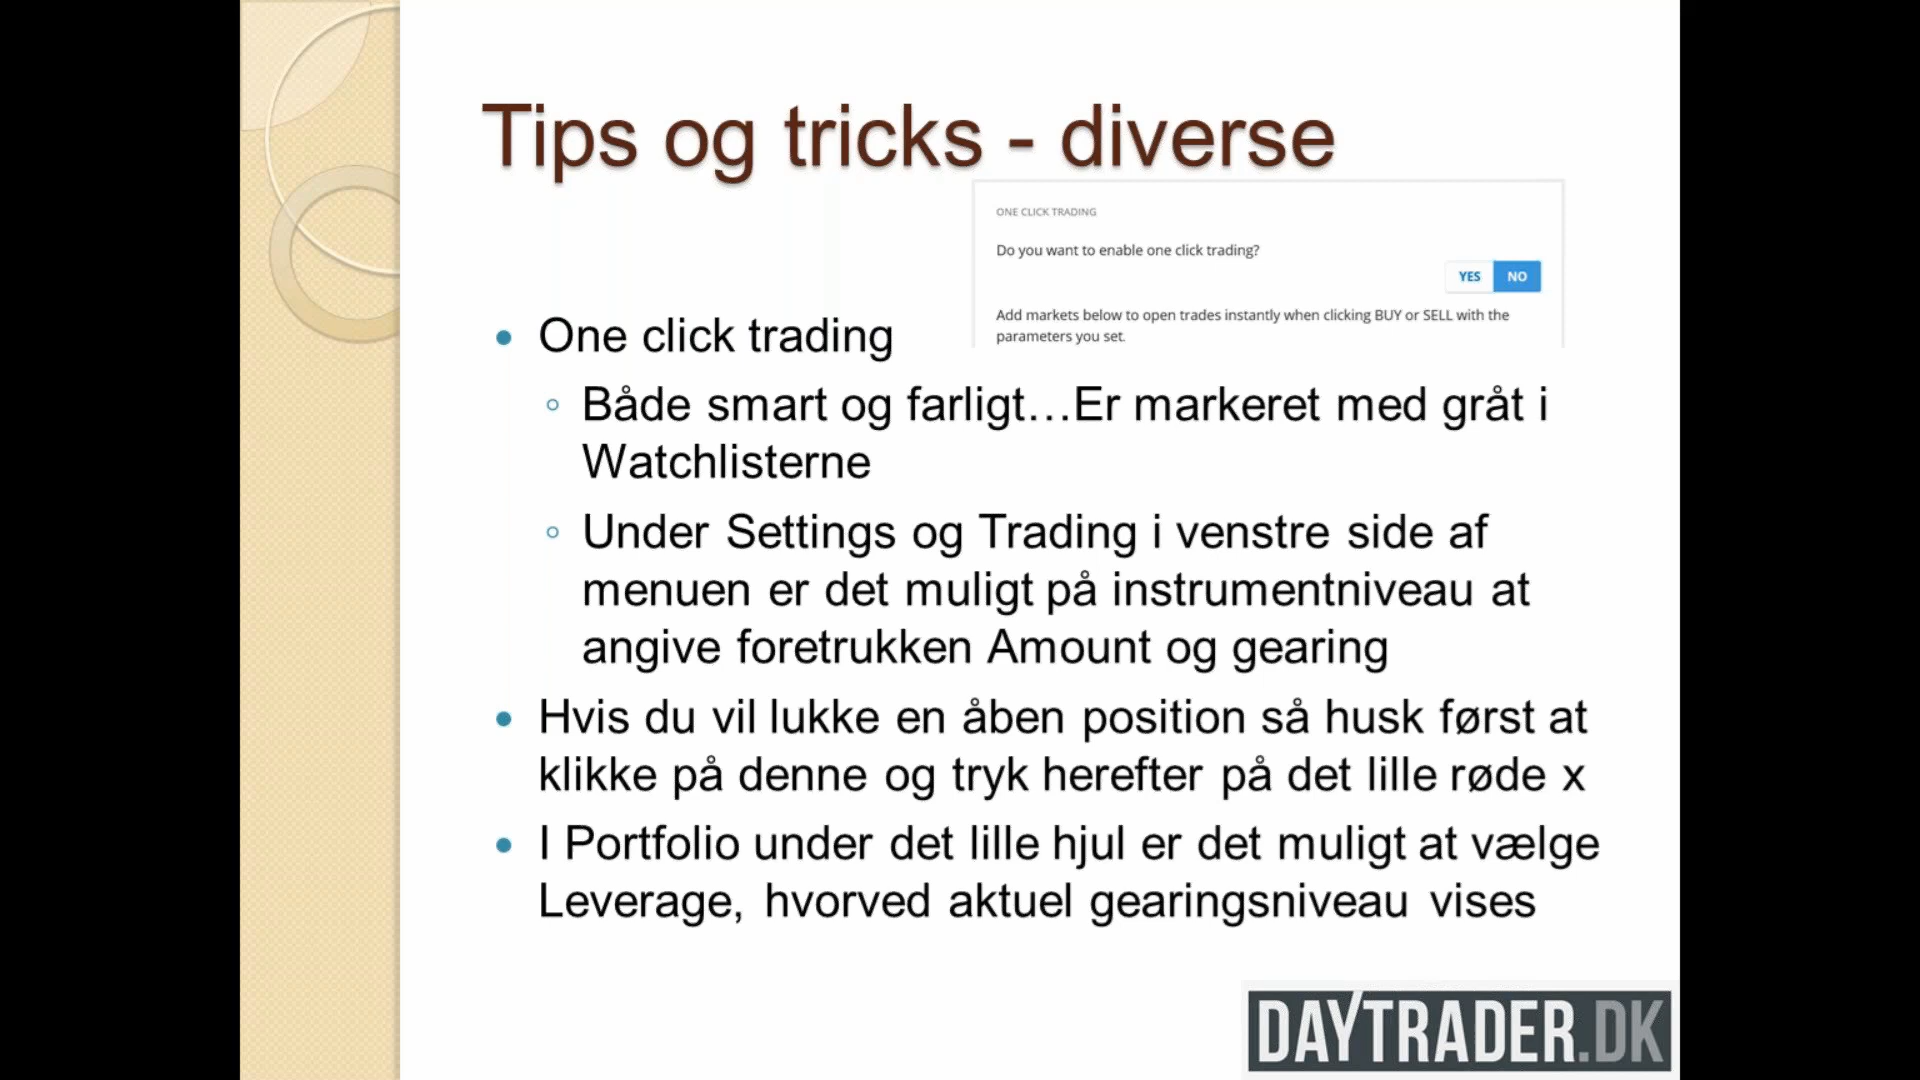 Tips og tricks - diverse
ONE CLICK TRADING
Do you want to enable one click trading?
YES NO
Add markets below to open trades instantly when clicking BUY or SELL with the
parameters you set.
One click trading
Både smart og farligt…Er markeret med gråt i
Watchlisterne
Under Settings og Trading i venstre side af
menuen er det muligt på instrumentniveau at
angive foretrukken Amount og gearing
Hvis du vil lukke en åben position så husk først at
klikke på denne og tryk herefter på det lille røde x
I Portfolio under det lille hjul er det muligt at vælge
Leverage, hvorved aktuel gearingsniveau vises
DAYTRADER.DK